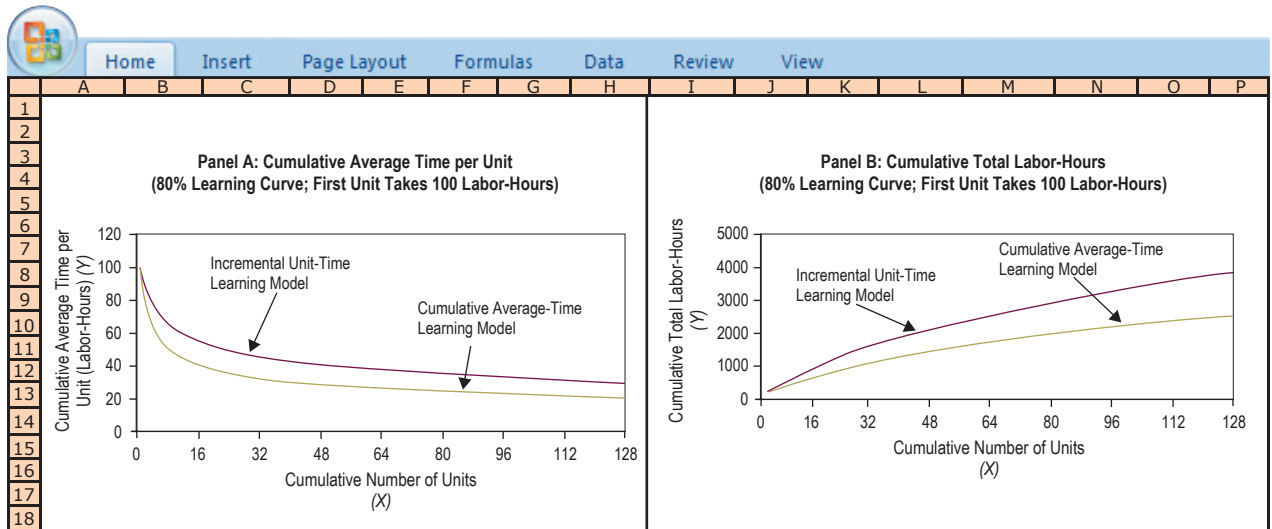 Home Insert Page Layout Formulas Data Review View
A B C D E F G H I J K L M N O P
1
2
3
4
5
6
7
8
9
10
11
12
13
14
15
16
17
18
Panel A: Cumulative Average Time per Unit
(80% Learning Curve; First Unit Takes 100 Labor-Hours)
Cumulative Average Time per
Unit (Labor-Hours) (Y)
120
100
80
60
40
20
0
Incremental Unit-Time
Learning Model
Cumulative Average-Time
Learning Model
0 16 32 48 64 80 96 112 128
Cumulative Number of Units
(X)
Panel B: Cumulative Total Labor-Hours
(80% Learning Curve; First Unit Takes 100 Labor-Hours)
Cumulative Total Labor-Hours
(Y)
5000
4000
3000
2000
1000
0
Incremental Unit-Time
Learning Model
Cumulative Average-Time
Learning Model
0 16 32 48 64 80 96 112 128
Cumulative Number of Units
(X)